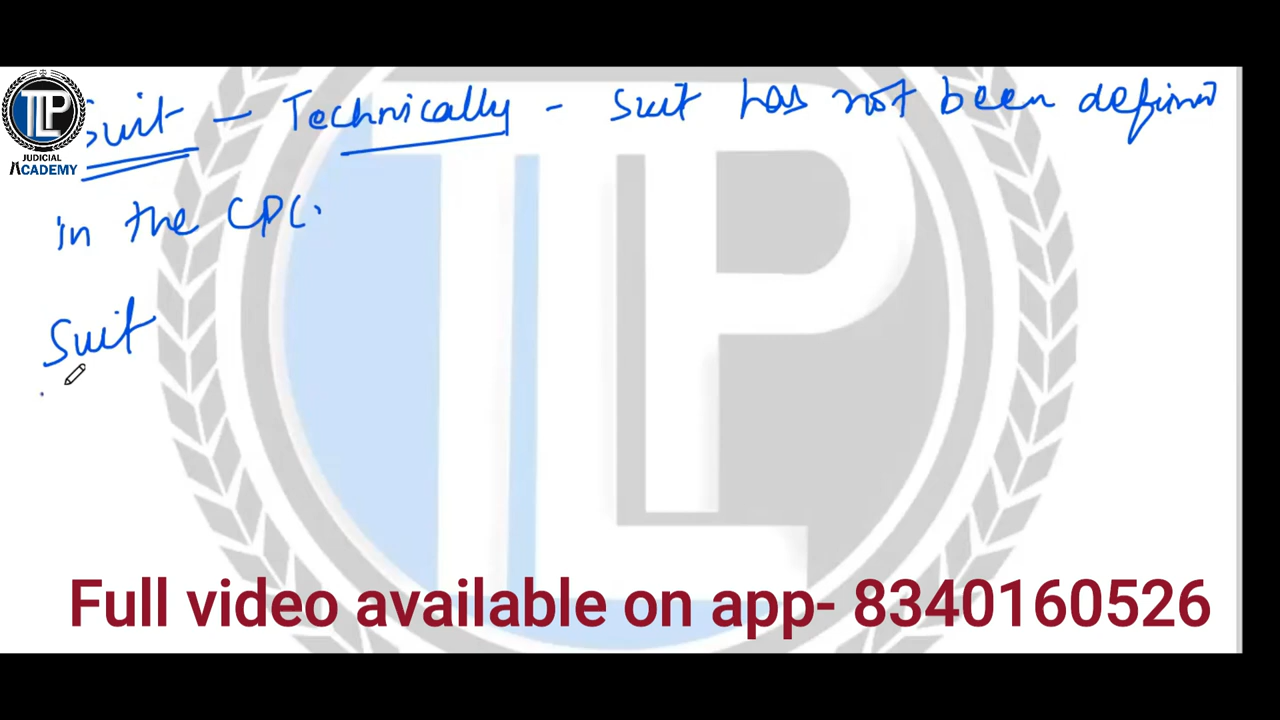 Suit - Technically - suit has not been defined
TLP
JUDICIAL
ACADEMY
in the CPC.
Suit
Full video available on app- 8340160526